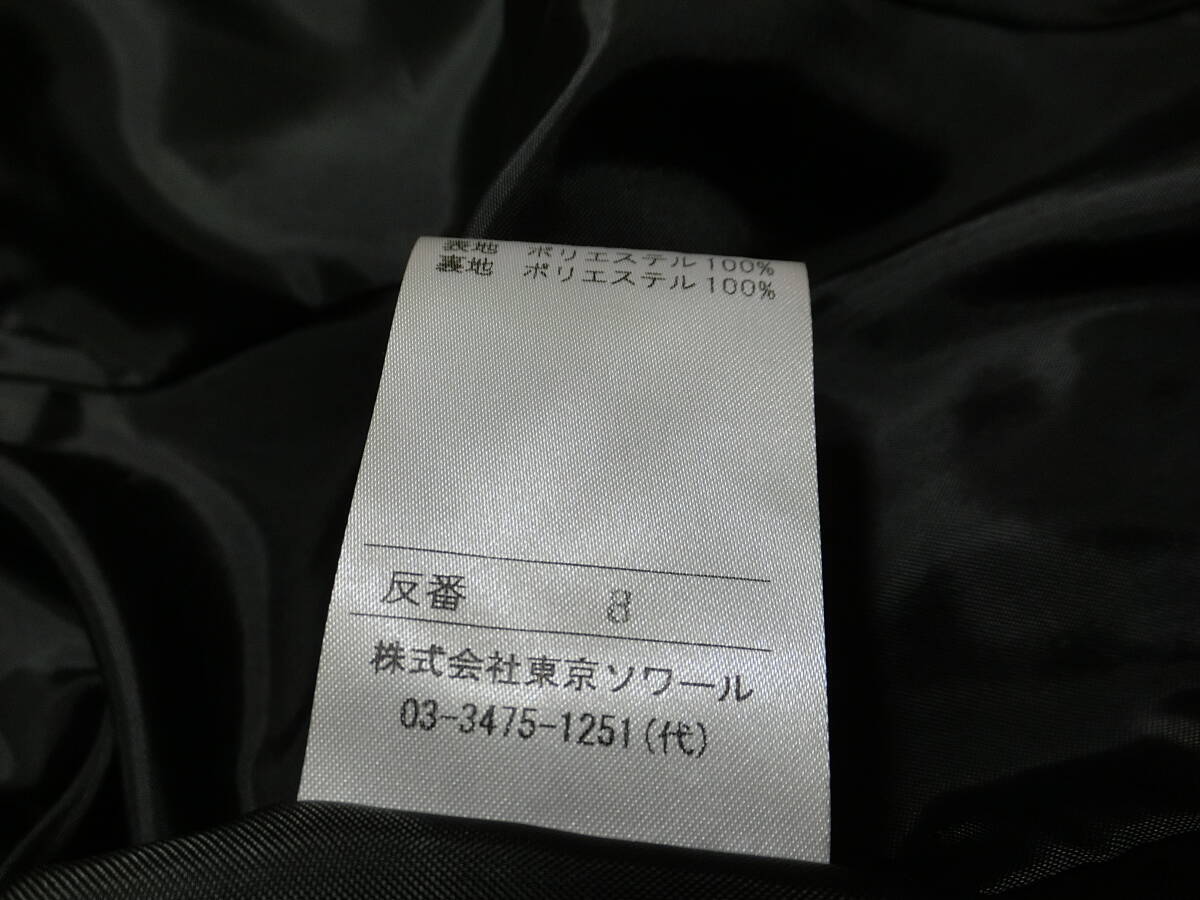 表地 ポリエステル100%
裏地 ポリエステル100%
反番 8
株式会社東京ソワール
03-3475-1251(代)